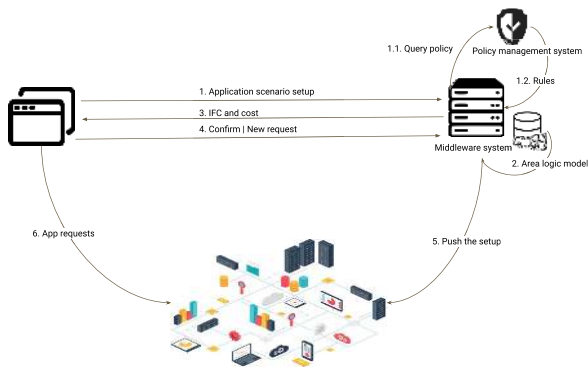 1.1. Query policy
Policy management system
1.2. Rules
1. Application scenario setup
3. IFC and cost
4. Confirm | New request
Middleware system
2. Area logic model
6. App requests
5. Push the setup